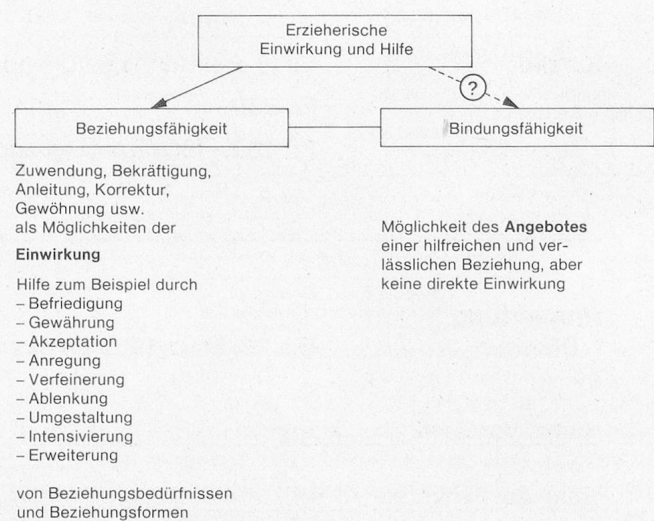 Erzieherische
Einwirkung und Hilfe
?
Beziehungsfähigkeit
Bindungsfähigkeit
Zuwendung, Bekräftigung,
Anleitung, Korrektur,
Gewöhnung usw.
als Möglichkeiten der
Einwirkung
Hilfe zum Beispiel durch
– Befriedigung
– Gewährung
– Akzeptation
– Anregung
– Verfeinerung
– Ablenkung
– Umgestaltung
– Intensivierung
– Erweiterung
von Beziehungsbedürfnissen
und Beziehungsformen
Möglichkeit des Angebotes
einer hilfreichen und ver-
lässlichen Beziehung, aber
keine direkte Einwirkung